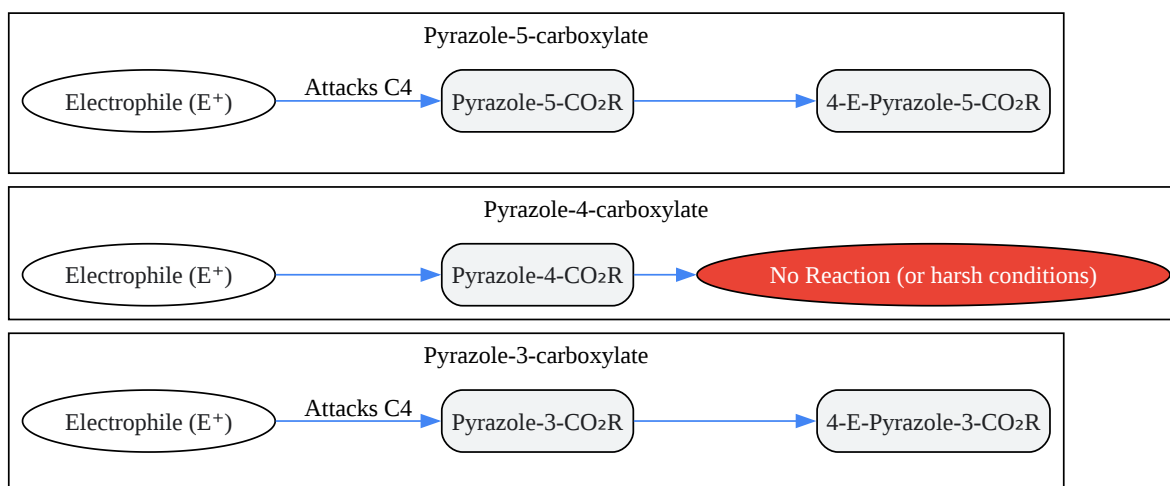 Pyrazole-5-carboxylate
Electrophile (E⁺)
Attacks C4
Pyrazole-5-CO₂R
4-E-Pyrazole-5-CO₂R
Pyrazole-4-carboxylate
Electrophile (E⁺)
Pyrazole-4-CO₂R
No Reaction (or harsh conditions)
Pyrazole-3-carboxylate
Electrophile (E⁺)
Attacks C4
Pyrazole-3-CO₂R
4-E-Pyrazole-3-CO₂R